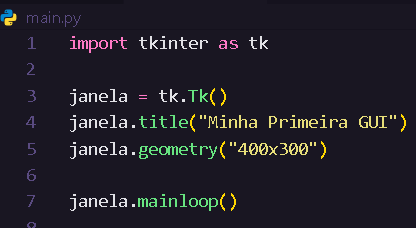 main.py
1 import tkinter as tk
2
3 janela = tk.Tk()
4 janela.title("Minha Primeira GUI")
5 janela.geometry("400x300")
6
7 janela.mainloop()
8